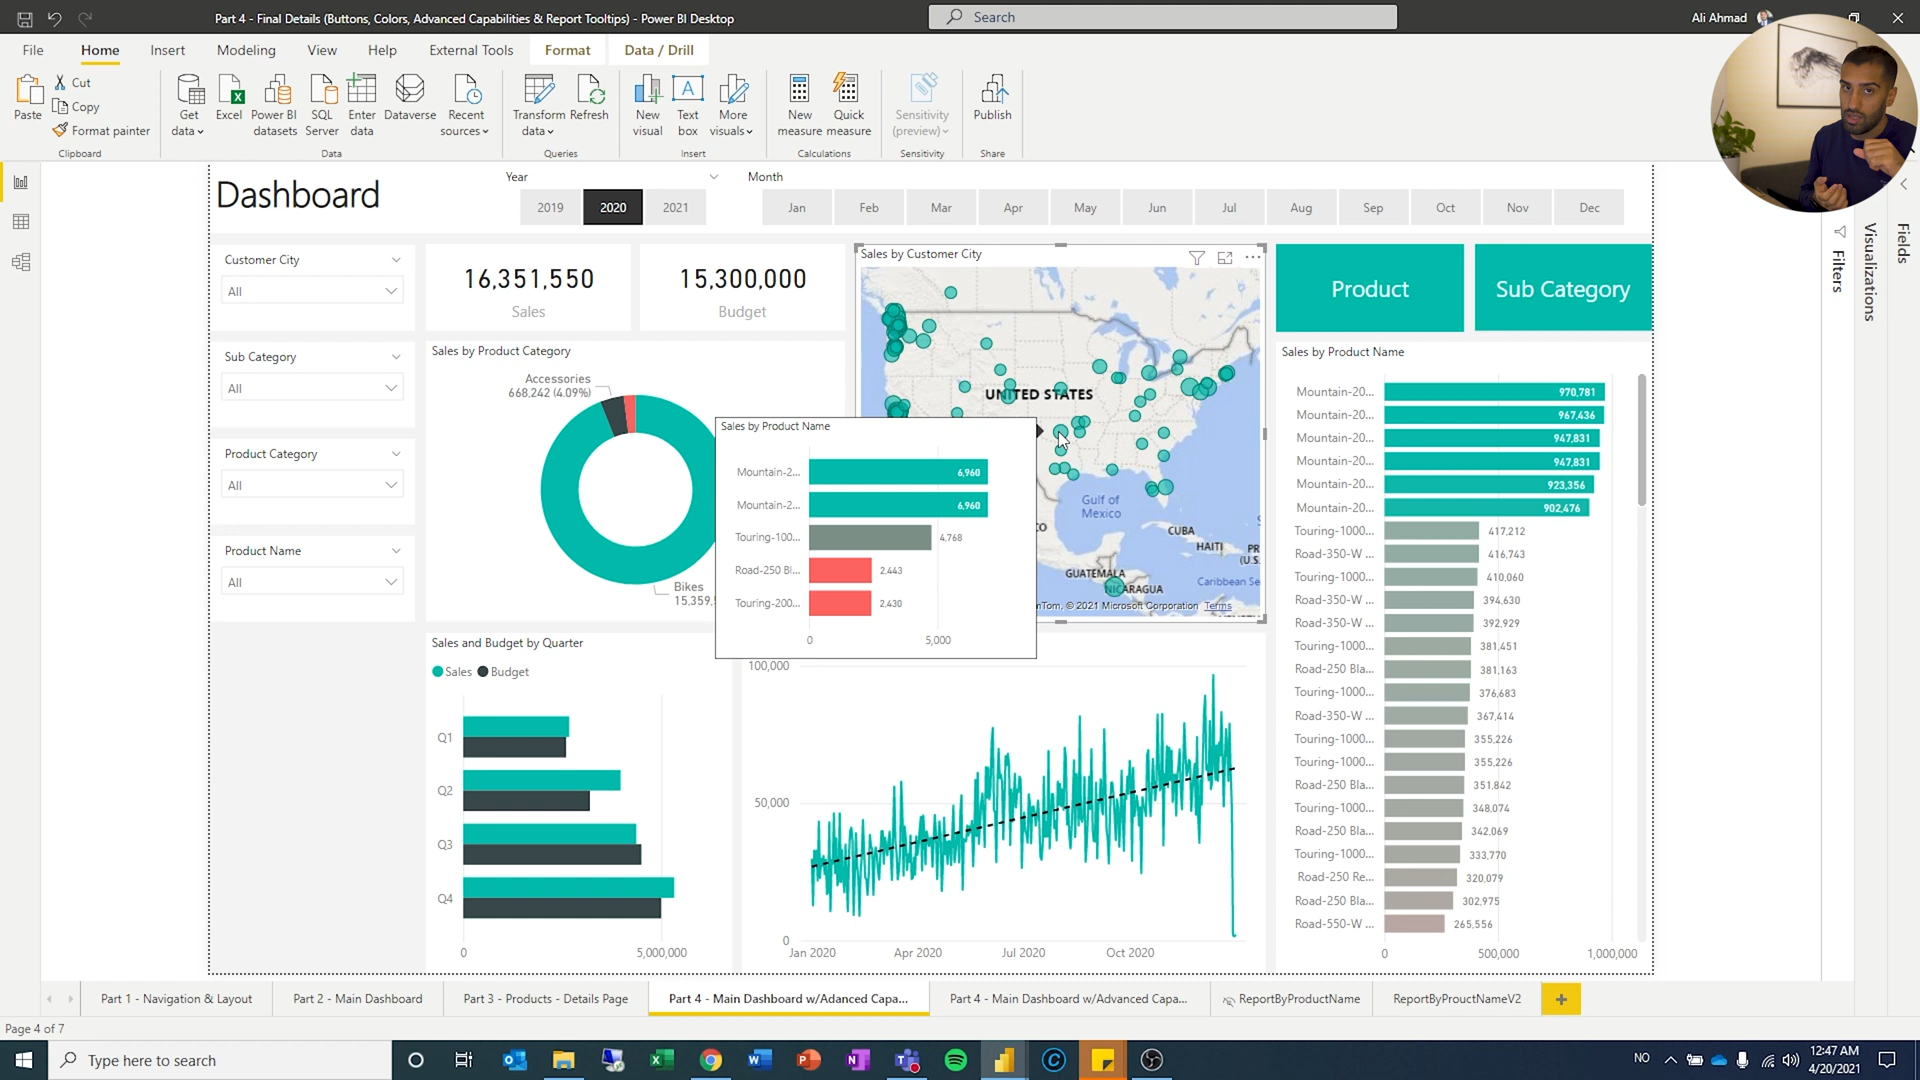 Part 4 - Final Details (Buttons, Colors, Advanced Capabilities & Report Tooltips) - Power BI Desktop
Search
Ali Ahmad
File
Home
Insert
Modeling
View
Help
External Tools
Format
Data / Drill
Paste
Cut
Copy
Format painter
Clipboard
Get data
Excel
Power BI datasets
SQL Server
Enter data
Dataverse
Recent sources
Data
Transform data
Refresh
Queries
New visual
Text box
More visuals
Insert
New measure
Quick measure
Calculations
Sensitivity (preview)
Sensitivity
Publish
Share
Dashboard
Year
2019
2020
2021
Month
Jan
Feb
Mar
Apr
May
Jun
Jul
Aug
Sep
Oct
Nov
Dec
Customer City
All
Sub Category
All
Product Category
All
Product Name
All
16,351,550
Sales
15,300,000
Budget
Sales by Product Category
Accessories
668,242 (4.09%)
Bikes
15,359,5
Sales by Customer City
UNITED STATES
Gulf of
Mexico
CO
CUBA
HAITI
PR
(U.S.
GUATEMALA
NICARAGUA
Caribbean Se
mTom, © 2021 Microsoft Corporation
Terms
Sales by Product Name
Mountain-2...
6,960
Mountain-2...
6,960
Touring-100...
4,768
Road-250 Bl...
2,443
Touring-200...
2,430
0
5,000
Product
Sub Category
Sales by Product Name
Mountain-20...
970,781
Mountain-20...
967,436
Mountain-20...
947,831
Mountain-20...
947,831
Mountain-20...
923,356
Mountain-20...
902,476
Touring-1000...
417,212
Road-350-W ...
416,743
Touring-1000...
410,060
Road-350-W ...
394,630
Road-350-W ...
392,929
Touring-1000...
381,451
Road-250 Bla...
381,163
Touring-1000...
376,683
Road-350-W ...
367,414
Touring-1000...
355,226
Touring-1000...
355,226
Road-250 Bla...
351,842
Touring-1000...
348,074
Road-250 Bla...
342,069
Touring-1000...
333,770
Road-250 Re...
320,079
Road-250 Bla...
302,975
Road-550-W ...
265,556
0
500,000
1,000,000
Sales and Budget by Quarter
Sales
Budget
Q1
Q2
Q3
Q4
0
5,000,000
100,000
50,000
0
Jan 2020
Apr 2020
Jul 2020
Oct 2020
Filters
Visualizations
Fields
Part 1 - Navigation & Layout
Part 2 - Main Dashboard
Part 3 - Products - Details Page
Part 4 - Main Dashboard w/Adanced Capa...
Part 4 - Main Dashboard w/Advanced Capa...
ReportByProductName
ReportByProuctNameV2
Page 4 of 7
Type here to search
NO
12:47 AM
4/20/2021